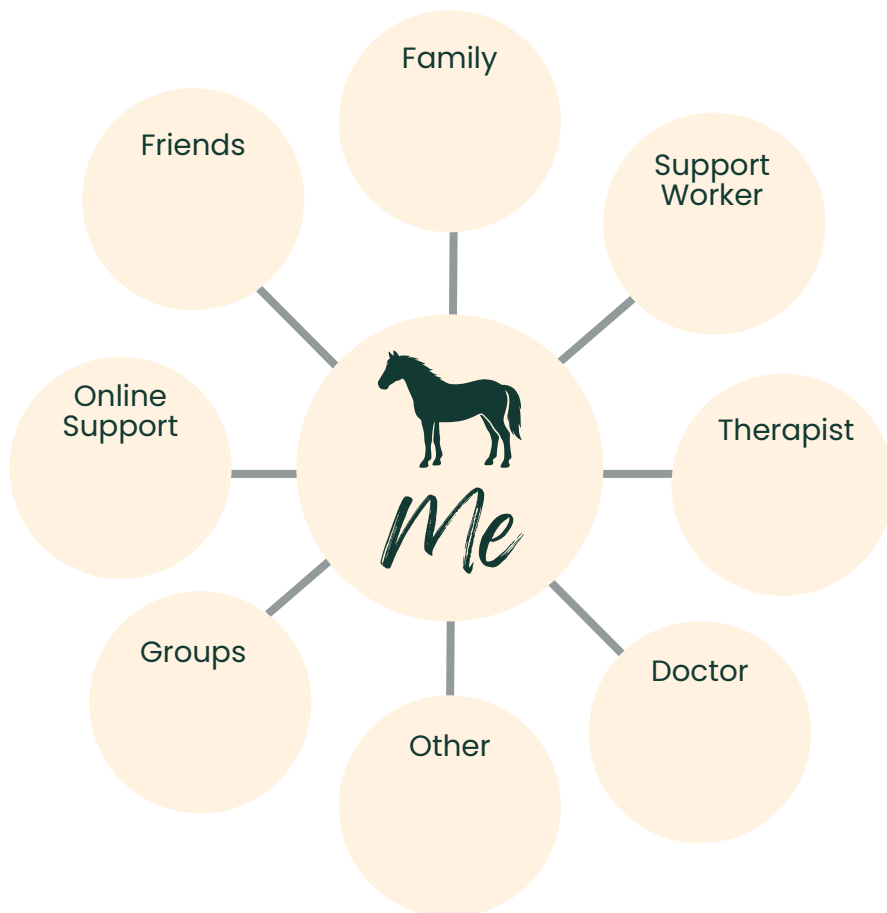 Family
Friends
Support
Worker
Online
Support
Therapist
Me
Groups
Doctor
Other